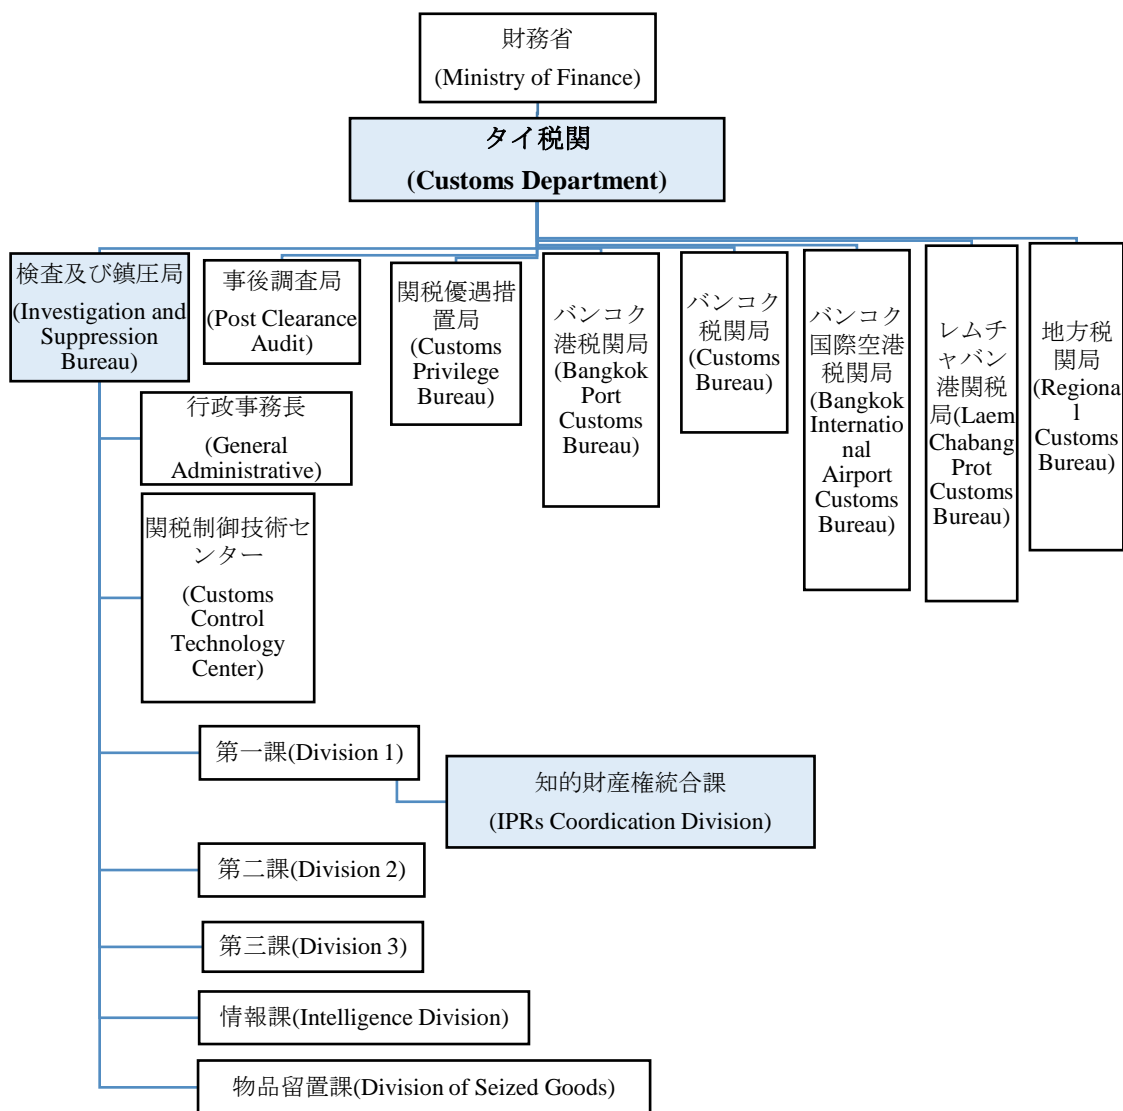 財務省
(Ministry of Finance)
タイ税関
(Customs Department)
検査及び鎮圧局
(Investigation and
Suppression
Bureau)
事後調査局
(Post Clearance
Audit)
関税優遇措
置局
(Customs
Privilege
Bureau)
バンコク
港税関局
(Bangkok
Port
Customs
Bureau)
バンコク
税関局
(Customs
Bureau)
バンコク
国際空港
税関局
(Bangkok
Internatio
nal
Airport
Customs
Bureau)
レムチ
ャバン
港関税
局(Laem
Chabang
Prot
Customs
Bureau)
地方税
関局
(Regiona
l
Customs
Bureau)
行政事務長
(General
Administrative)
関税制御技術セ
ンター
(Customs
Control
Technology
Center)
第一課(Division 1)
知的財産権統合課
(IPRs Coordication Division)
第二課(Division 2)
第三課(Division 3)
情報課(Intelligence Division)
物品留置課(Division of Seized Goods)